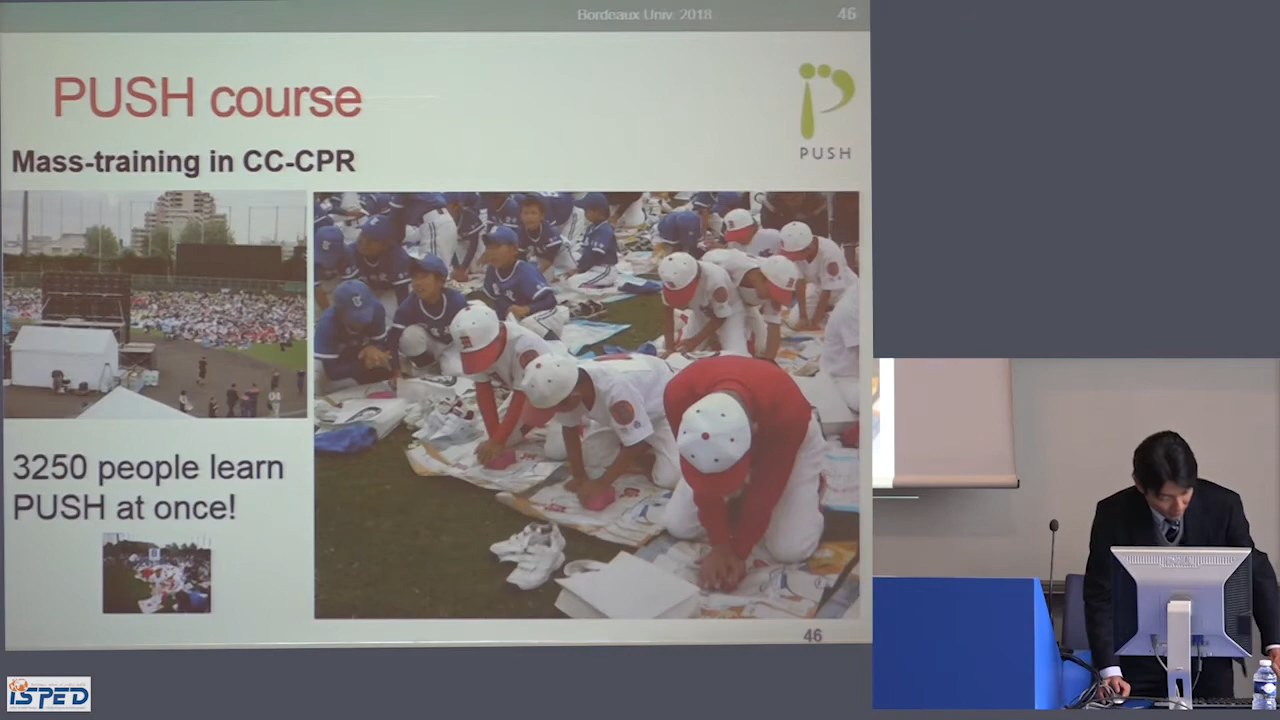 Bordeaux Univ. 2018
46
PUSH course
PUSH
Mass-training in CC-CPR
3250 people learn
PUSH at once!
46
ISPED